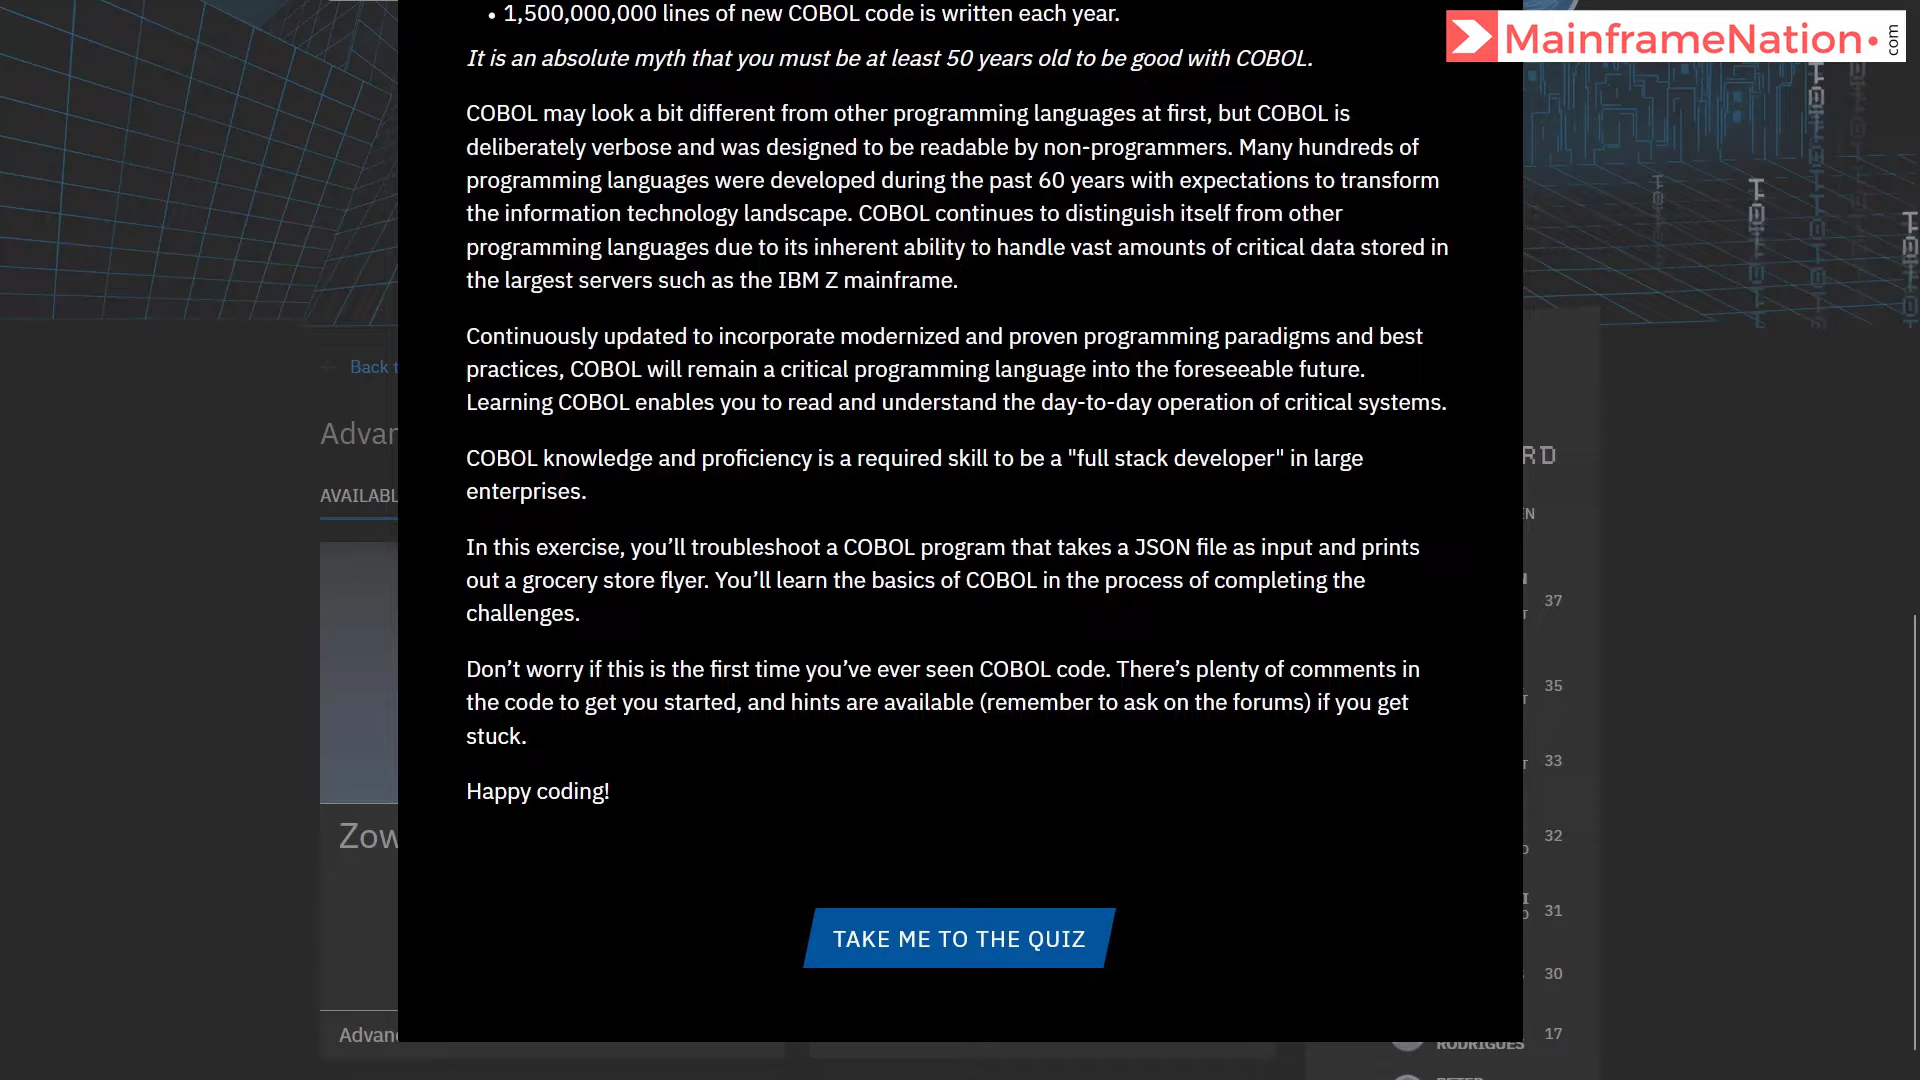 • 1,500,000,000 lines of new COBOL code is written each year.
It is an absolute myth that you must be at least 50 years old to be good with COBOL.
COBOL may look a bit different from other programming languages at first, but COBOL is
deliberately verbose and was designed to be readable by non-programmers. Many hundreds of
programming languages were developed during the past 60 years with expectations to transform
the information technology landscape. COBOL continues to distinguish itself from other
programming languages due to its inherent ability to handle vast amounts of critical data stored in
the largest servers such as the IBM Z mainframe.
Continuously updated to incorporate modernized and proven programming paradigms and best
practices, COBOL will remain a critical programming language into the foreseeable future.
Learning COBOL enables you to read and understand the day-to-day operation of critical systems.
COBOL knowledge and proficiency is a required skill to be a "full stack developer" in large
enterprises.
In this exercise, you’ll troubleshoot a COBOL program that takes a JSON file as input and prints
out a grocery store flyer. You’ll learn the basics of COBOL in the process of completing the
challenges.
Don’t worry if this is the first time you’ve ever seen COBOL code. There’s plenty of comments in
the code to get you started, and hints are available (remember to ask on the forums) if you get
stuck.
Happy coding!
TAKE ME TO THE QUIZ
MainframeNation.com
← Back t
Advan
AVAILABL
Zow
Advanc
RD
EN
37
35
33
32
31
30
17
RODRIGUES